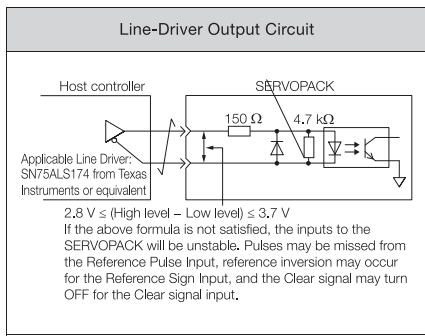 Line-Driver Output Circuit
Host controller
SERVOPACK
150 Ω
4.7 kΩ
Applicable Line Driver:
SN75ALS174 from Texas
Instruments or equivalent
2.8 V ≤ (High level − Low level) ≤ 3.7 V
If the above formula is not satisfied, the inputs to the
SERVOPACK will be unstable. Pulses may be missed from
the Reference Pulse Input, reference inversion may occur
for the Reference Sign Input, and the Clear signal may turn
OFF for the Clear signal input.